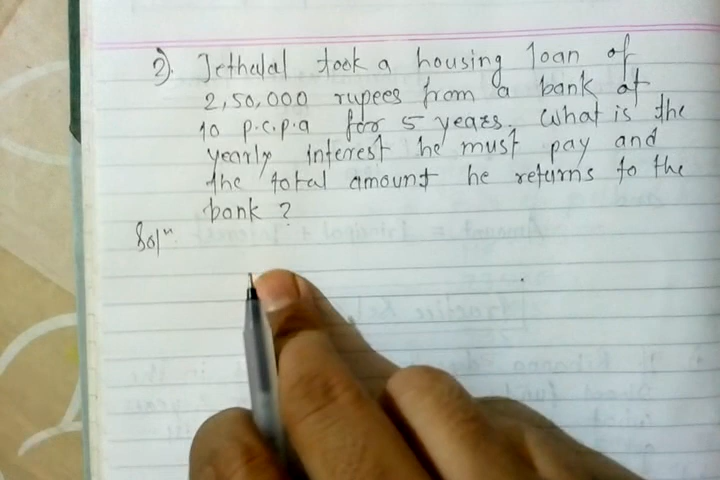 2). Jethalal took a housing loan of
2,50,000 rupees from a bank at
10 p.c.p.a for 5 years. What is the
yearly interest he must pay and
the total amount he returns to the
bank ?
Solⁿ.